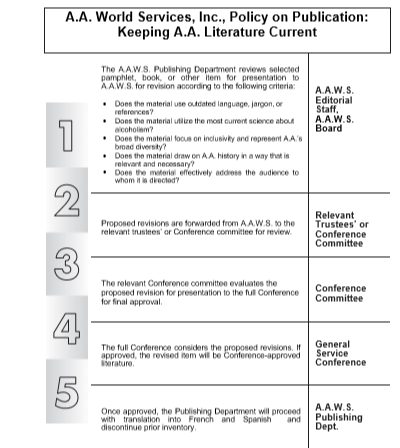 A.A. World Services, Inc., Policy on Publication:
Keeping A.A. Literature Current
1
The A.A.W.S. Publishing Department reviews selected
pamphlet, book, or other item for presentation to
A.A.W.S. for revision according to the following criteria:
• Does the material use outdated language, jargon, or
references?
• Does the material utilize the most current science about
alcoholism?
• Does the material focus on inclusivity and represent A.A.'s
broad diversity?
• Does the material draw on A.A. history in a way that is
relevant and necessary?
• Does the material effectively address the audience to
whom it is directed?
A.A.W.S.
Editorial
Staff,
A.A.W.S.
Board
2
Proposed revisions are forwarded from A.A.W.S. to the
relevant trustees' or Conference committee for review.
Relevant
Trustees' or
Conference
Committee
3
The relevant Conference committee evaluates the
proposed revision for presentation to the full Conference
for final approval.
Conference
Committee
4
The full Conference considers the proposed revisions. If
approved, the revised item will be Conference-approved
literature.
General
Service
Conference
5
Once approved, the Publishing Department will proceed
with translation into French and Spanish and
discontinue prior inventory.
A.A.W.S.
Publishing
Dept.